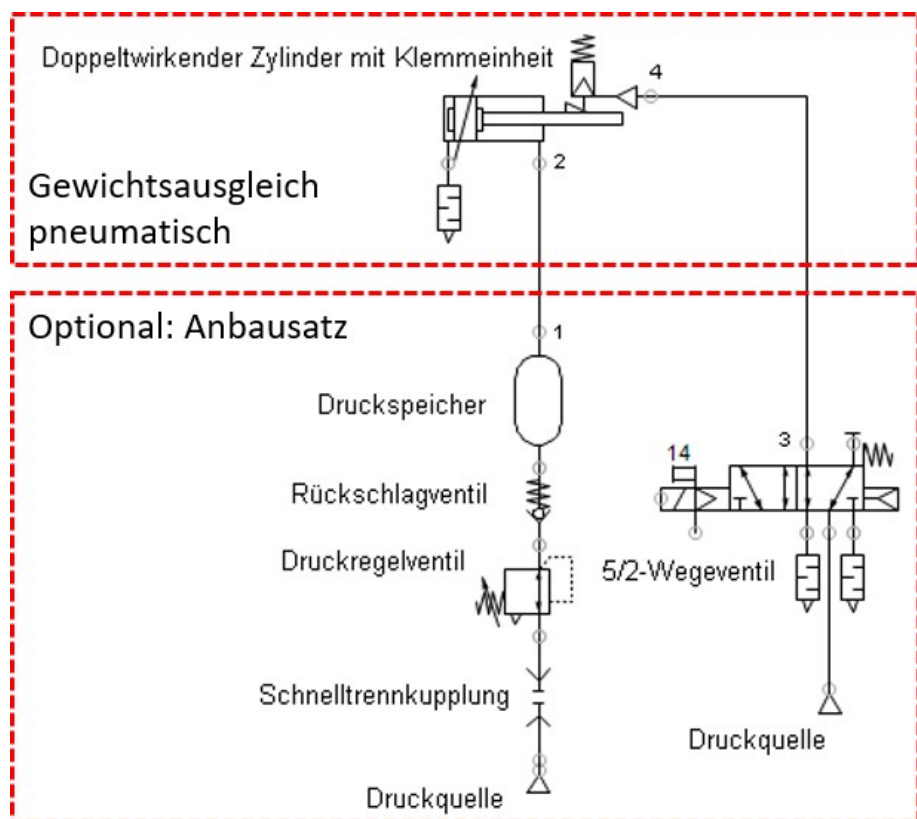 Doppeltwirkender Zylinder mit Klemmeinheit
4
2
Gewichtsausgleich
pneumatisch
Optional: Anbausatz
1
Druckspeicher
3
14
Rückschlagventil
Druckregelventil
5/2-Wegeventil
Schnelltrennkupplung
Druckquelle
Druckquelle